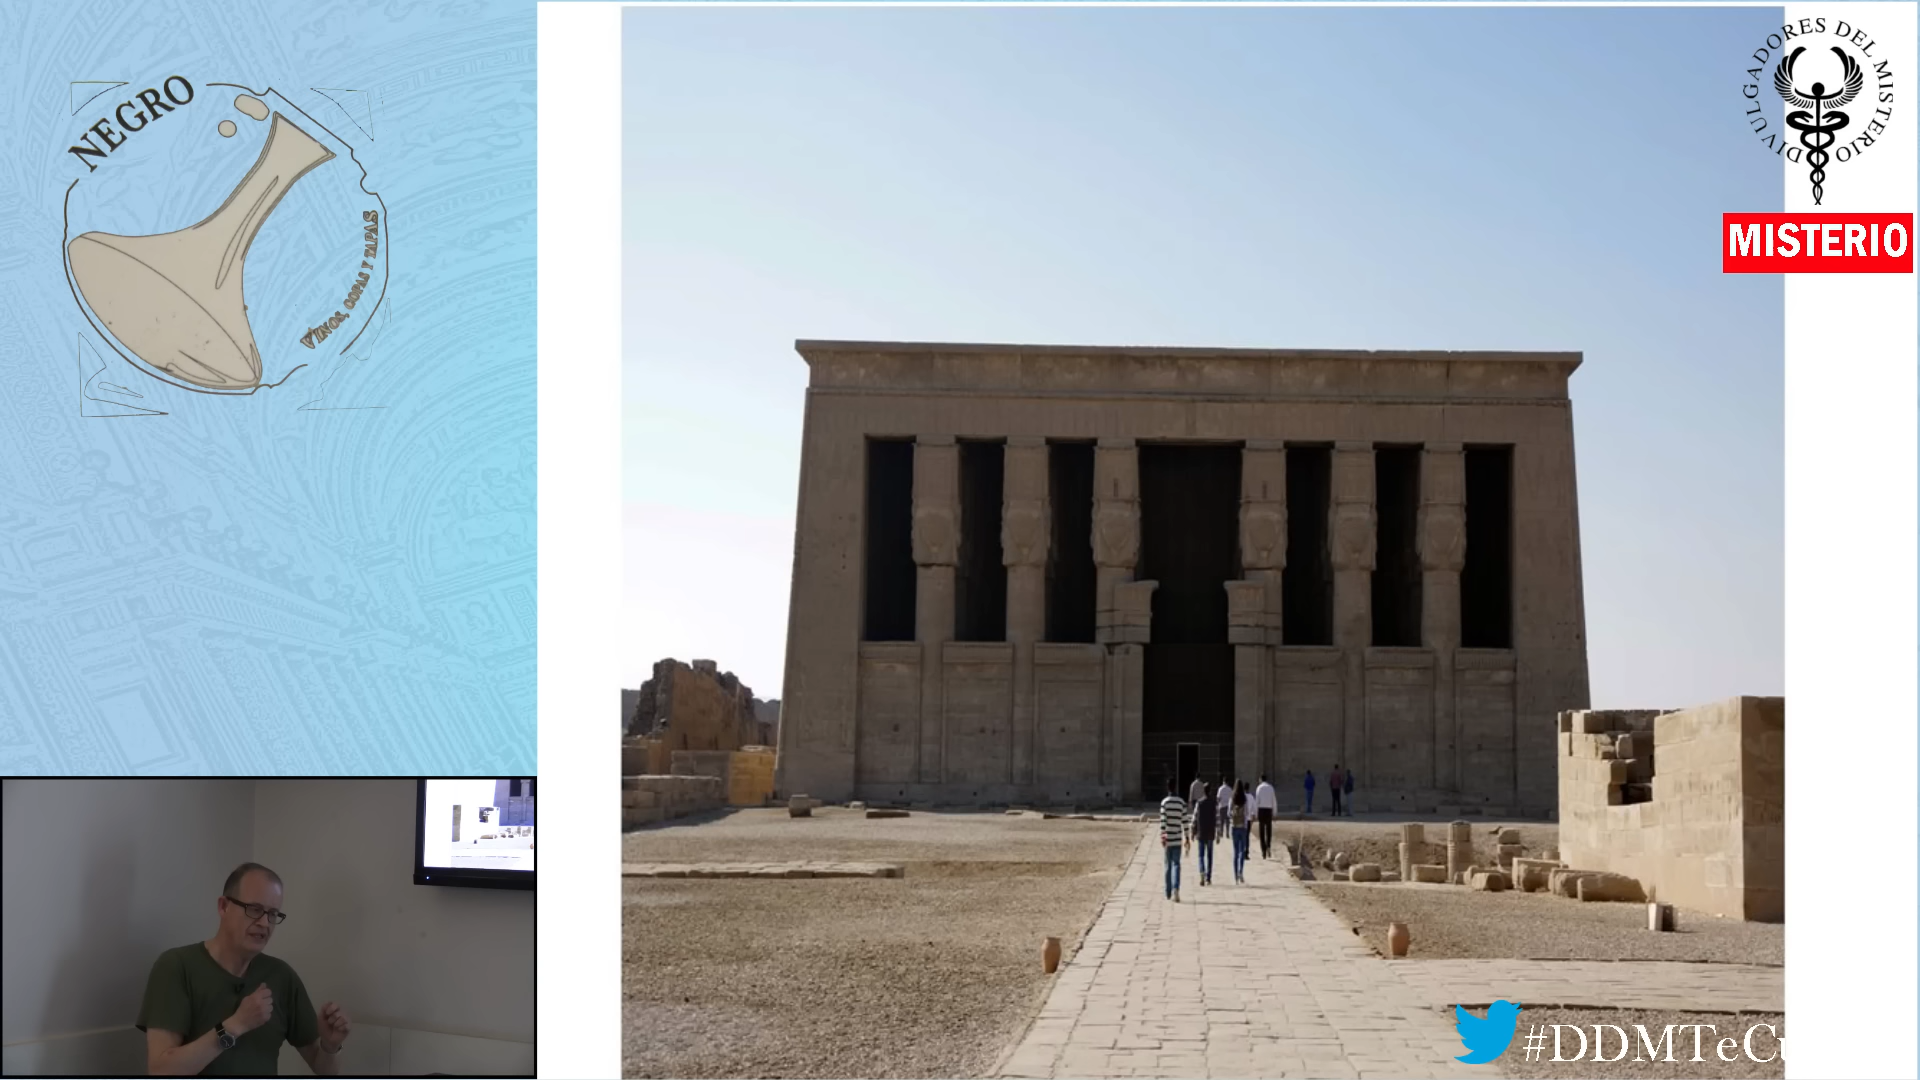 NEGRO
VINOS, COPAS Y TAPAS
DIVULGADORES DEL MISTERIO
MISTERIO
#DDMTeCu